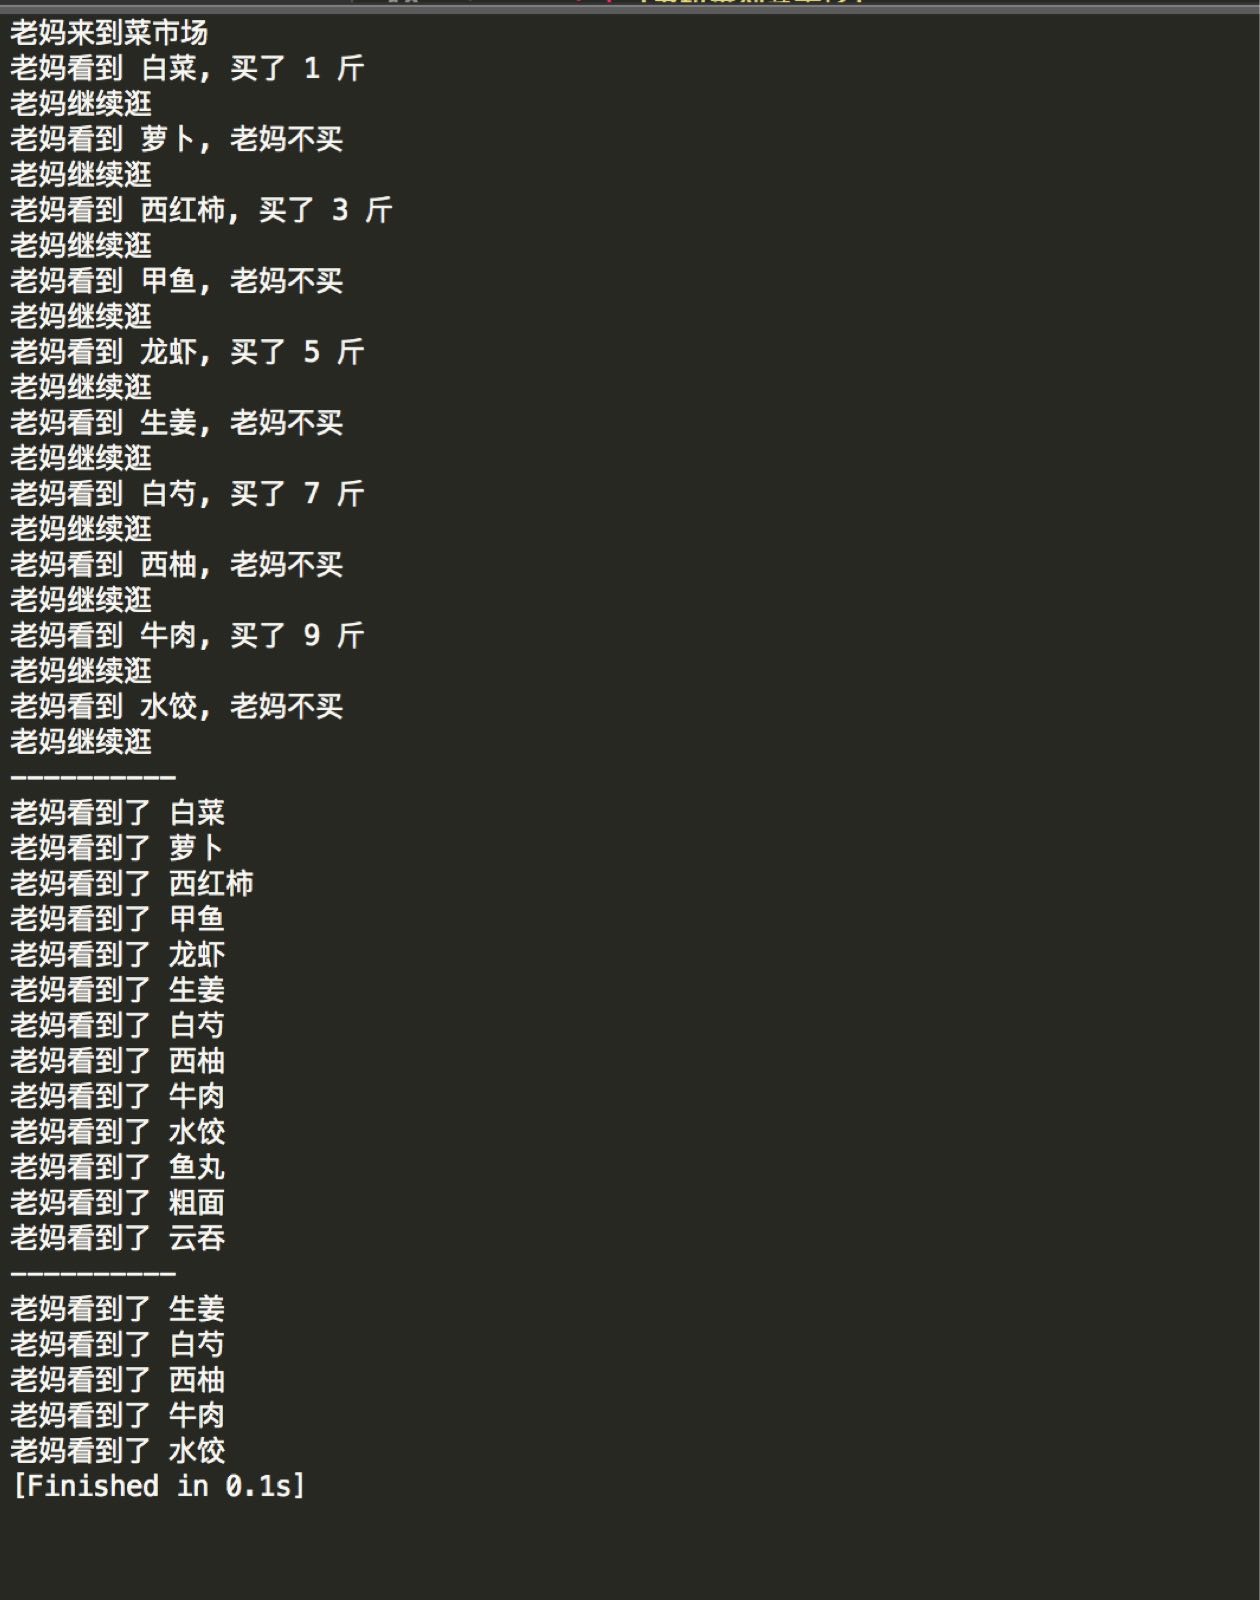 老妈来到菜市场
老妈看到 白菜, 买了 1 斤
老妈继续逛
老妈看到 萝卜, 老妈不买
老妈继续逛
老妈看到 西红柿, 买了 3 斤
老妈继续逛
老妈看到 甲鱼, 老妈不买
老妈继续逛
老妈看到 龙虾, 买了 5 斤
老妈继续逛
老妈看到 生姜, 老妈不买
老妈继续逛
老妈看到 白芍, 买了 7 斤
老妈继续逛
老妈看到 西柚, 老妈不买
老妈继续逛
老妈看到 牛肉, 买了 9 斤
老妈继续逛
老妈看到 水饺, 老妈不买
老妈继续逛
----------
老妈看到了 白菜
老妈看到了 萝卜
老妈看到了 西红柿
老妈看到了 甲鱼
老妈看到了 龙虾
老妈看到了 生姜
老妈看到了 白芍
老妈看到了 西柚
老妈看到了 牛肉
老妈看到了 水饺
老妈看到了 鱼丸
老妈看到了 粗面
老妈看到了 云吞
----------
老妈看到了 生姜
老妈看到了 白芍
老妈看到了 西柚
老妈看到了 牛肉
老妈看到了 水饺
[Finished in 0.1s]